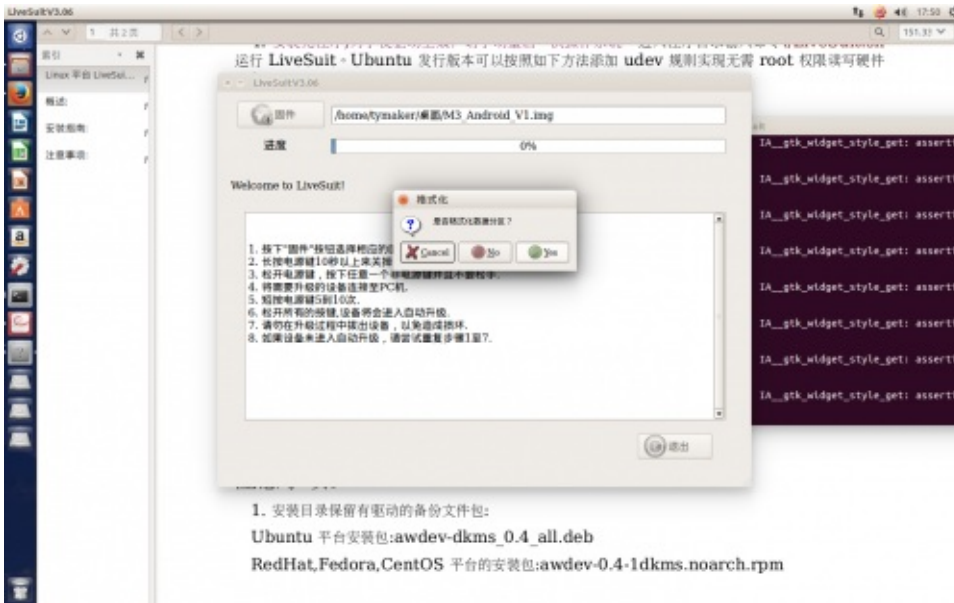 LiveSuitV3.06
17:50
1 共2页
151.33
索引
Linux 平台 LiveSui...
概述:
安装指南:
注意事项:
运行 LiveSuit。Ubuntu 发行版本可以按照如下方法添加 udev 规则实现无需 root 权限读写硬件
LiveSuitV3.06
固件
/home/tymaker/桌面/M3_Android_V1.img
进度
0%
Welcome to LiveSuit!
格式化
是否格式化数据分区？
Cancel
No
Yes
1. 按下"固件"按钮选择相应的
2. 长按电源键10秒以上来关
3. 松开电源键，按下任意一个非电源键并且不要松手.
4. 将需要升级的设备连接至PC机.
5. 短按电源键5到10次.
6. 松开所有的按键,设备将会进入自动升级.
7. 请勿在升级过程中拔出设备，以免造成损坏.
8. 如果设备未进入自动升级，请尝试重复步骤1至7.
退出
IA__gtk_widget_style_get: asserti
IA__gtk_widget_style_get: asserti
IA__gtk_widget_style_get: asserti
IA__gtk_widget_style_get: asserti
IA__gtk_widget_style_get: asserti
IA__gtk_widget_style_get: asserti
IA__gtk_widget_style_get: asserti
IA__gtk_widget_style_get: asserti
1. 安装目录保留有驱动的备份文件包:
Ubuntu 平台安装包:awdev-dkms_0.4_all.deb
RedHat,Fedora,CentOS 平台的安装包:awdev-0.4-1dkms.noarch.rpm